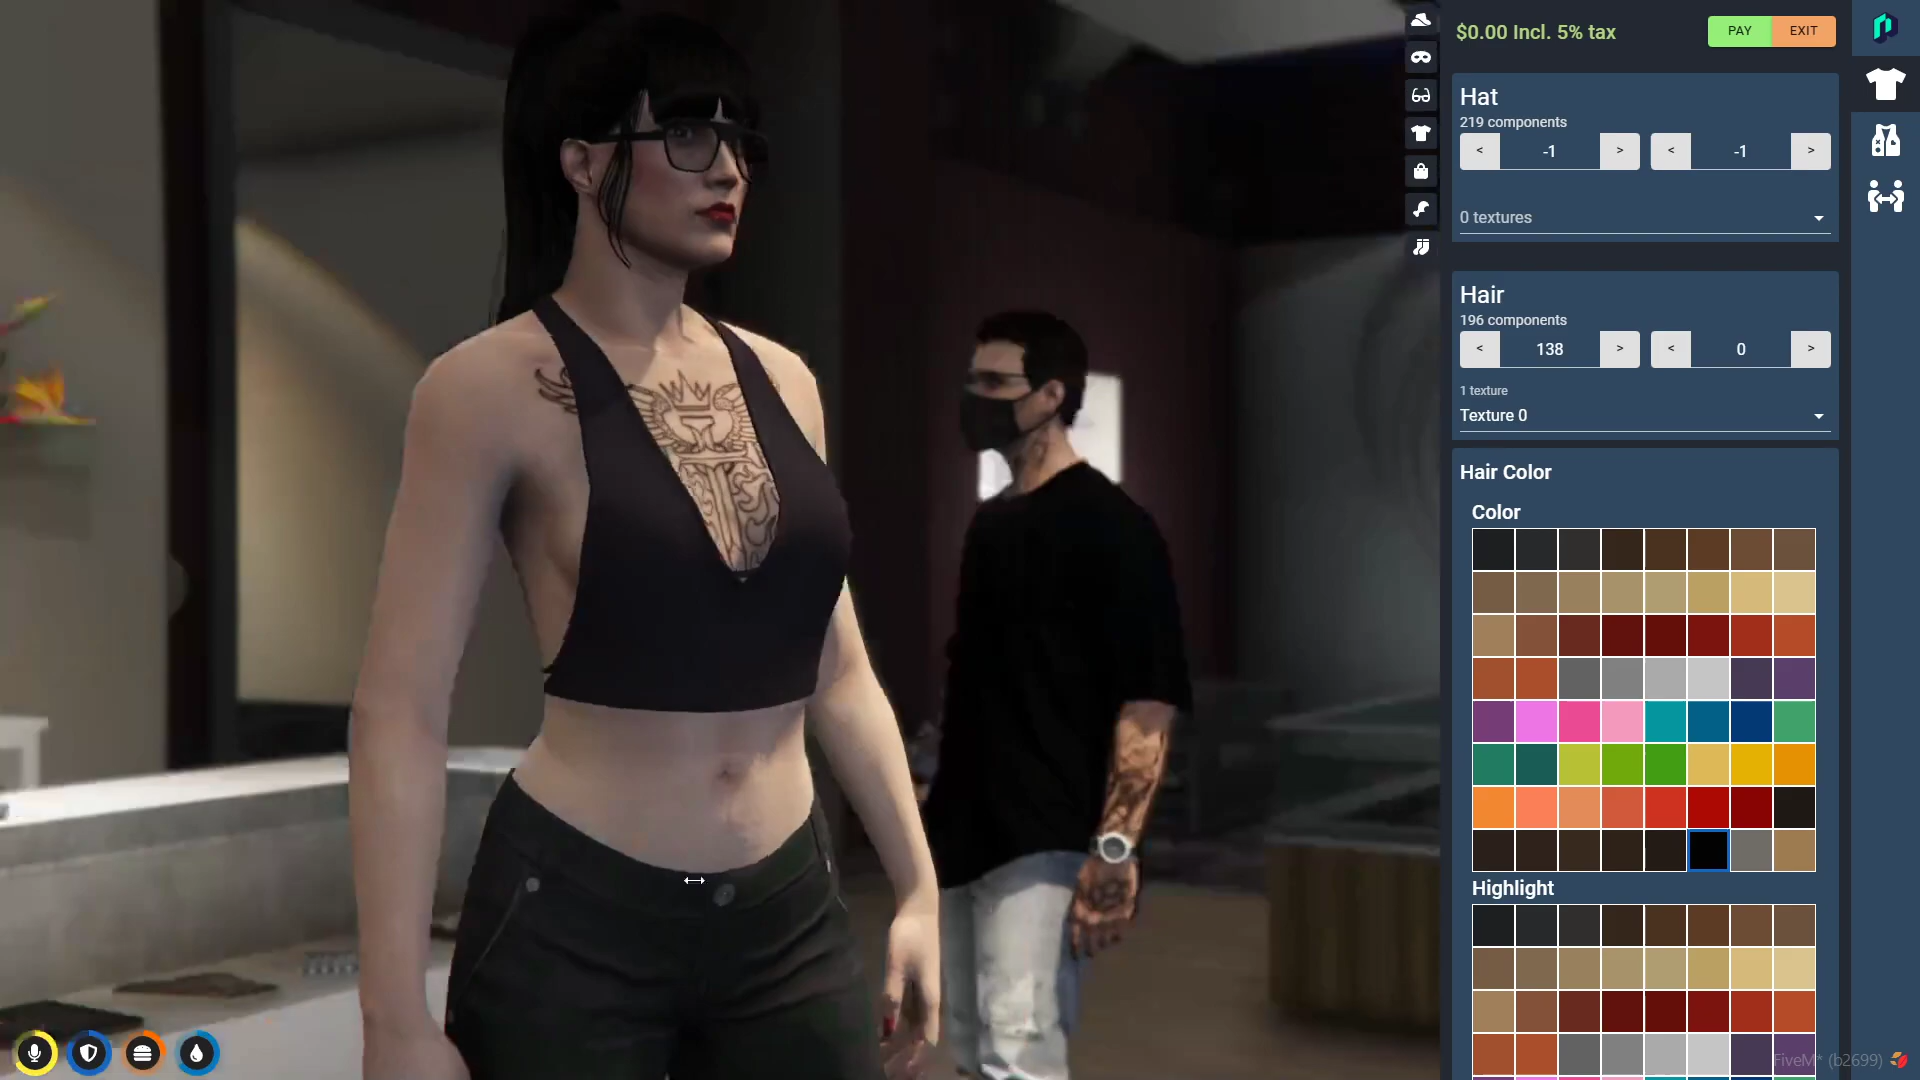 $0.00 Incl. 5% tax
PAY
EXIT
Hat
219 components
< -1 > < -1 >
0 textures
Hair
196 components
< 138 > < 0 >
1 texture
Texture 0
Hair Color
Color
Highlight
FiveM* (b2699)